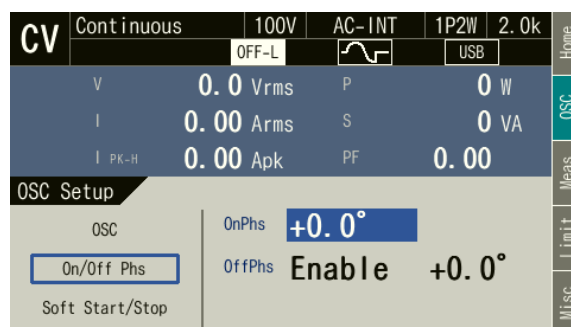 CV Continuous 100V AC-INT 1P2W 2.0k
OFF-L USB
V 0.0 Vrms P 0 W
I 0.00 Arms S 0 VA
I PK-H 0.00 Apk PF 0.00
OSC Setup
OSC OnPhs +0.0°
On/Off Phs OffPhs Enable +0.0°
Soft Start/Stop
Home
OSC
Meas
Limit
Misc